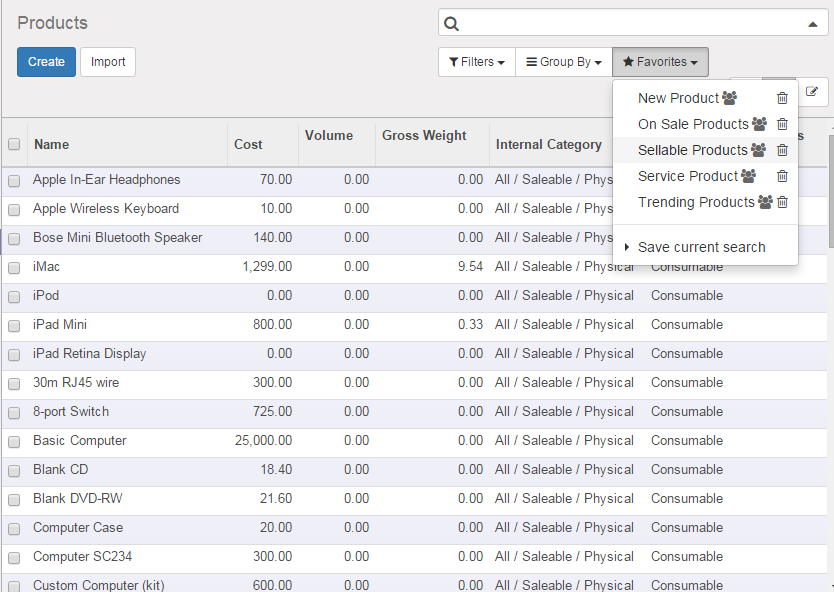 Products
Create Import
Filters Group By Favorites
New Product
On Sale Products
Sellable Products
Service Product
Trending Products
Save current search
Name Cost Volume Gross Weight Internal Category
Apple In-Ear Headphones 70.00 0.00 0.00 All / Saleable / Phys
Apple Wireless Keyboard 10.00 0.00 0.00 All / Saleable / Phys
Bose Mini Bluetooth Speaker 140.00 0.00 0.00 All / Saleable / Phys
iMac 1,299.00 0.00 9.54 All / Saleable / Phys Consumable
iPod 0.00 0.00 0.00 All / Saleable / Physical Consumable
iPad Mini 800.00 0.00 0.33 All / Saleable / Physical Consumable
iPad Retina Display 0.00 0.00 0.00 All / Saleable / Physical Consumable
30m RJ45 wire 300.00 0.00 0.00 All / Saleable / Physical Consumable
8-port Switch 725.00 0.00 0.00 All / Saleable / Physical Consumable
Basic Computer 25,000.00 0.00 0.00 All / Saleable / Physical Consumable
Blank CD 18.40 0.00 0.00 All / Saleable / Physical Consumable
Blank DVD-RW 21.60 0.00 0.00 All / Saleable / Physical Consumable
Computer Case 20.00 0.00 0.00 All / Saleable / Physical Consumable
Computer SC234 300.00 0.00 0.00 All / Saleable / Physical Consumable
Custom Computer (kit) 600.00 0.00 0.00 All / Saleable / Physical Consumable